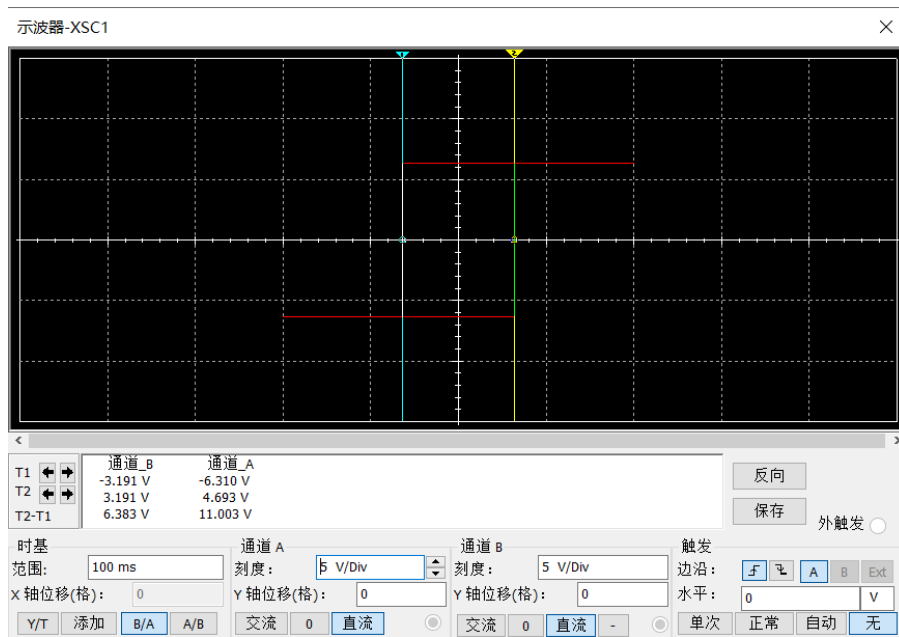 示波器-XSC1
1 2
通道_B 通道_A
T1 -3.191 V -6.310 V
T2 3.191 V 4.693 V
T2-T1 6.383 V 11.003 V
反向
保存
外触发
时基 通道 A 通道 B 触发
范围: 100 ms 刻度: 5 V/Div 刻度: 5 V/Div 边沿: A B Ext
X 轴位移(格): 0 Y 轴位移(格): 0 Y 轴位移(格): 0 水平: 0 V
Y/T 添加 B/A A/B 交流 0 直流 交流 0 直流 - 单次 正常 自动 无